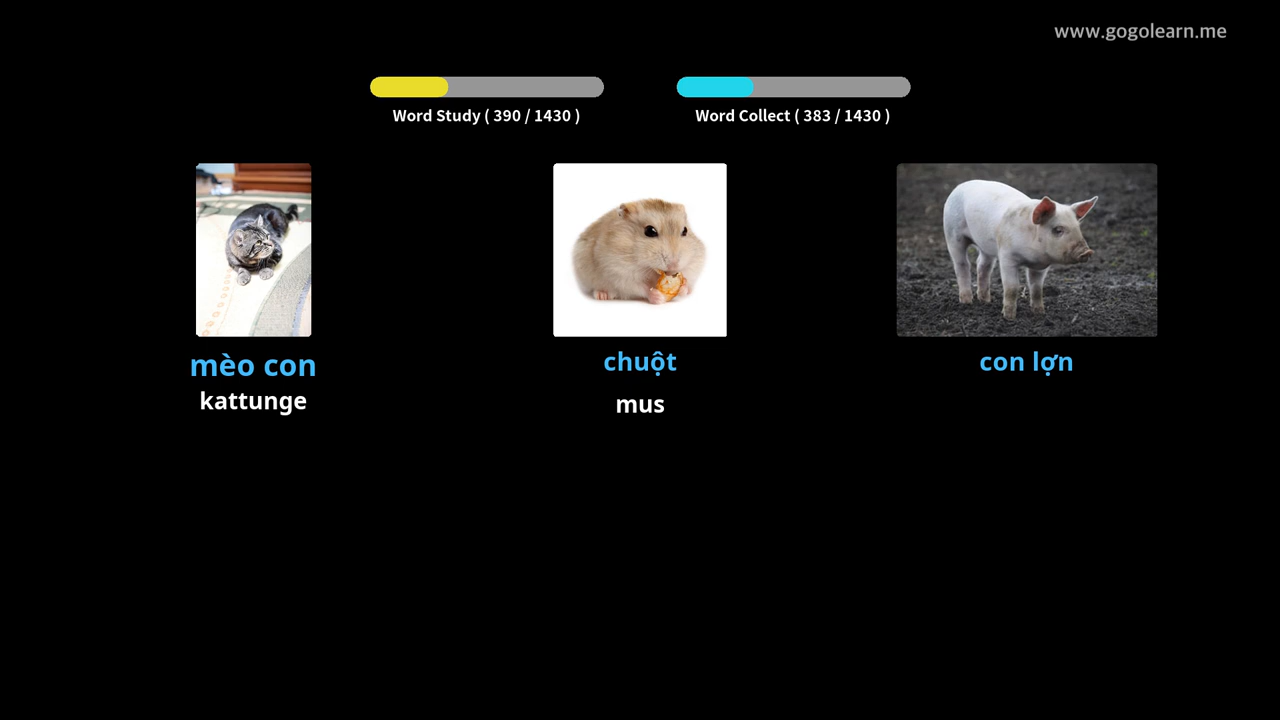 www.gogolearn.me
Word Study ( 390 / 1430 )
Word Collect ( 383 / 1430 )
mèo con
kattunge
chuột
mus
con lợn